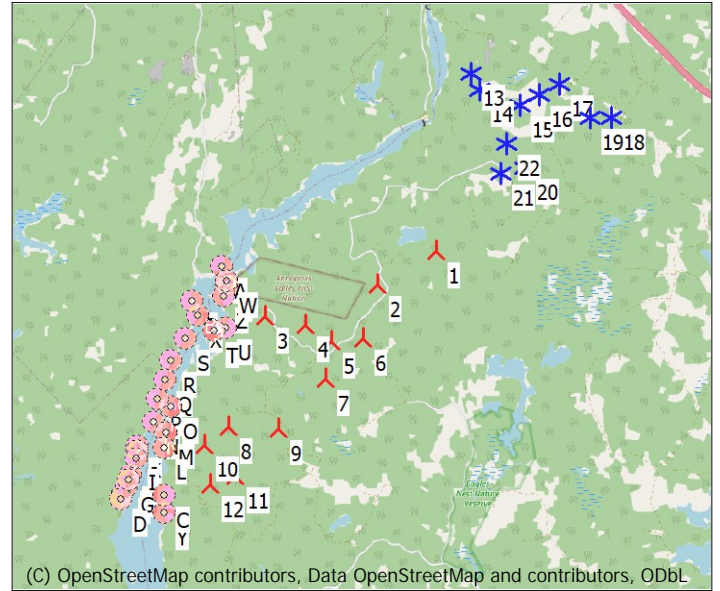 13
14
17
16
15
1918
22
20
21
1
Annapolis
Valley First
Nation
2
A
W
Z
3
4
X
T
U
5
6
S
7
R
Q
O
8
9
N
M
L
10
I
11
G
12
D
C
Y
Eagles
Nest Nature
Reserve
(C) OpenStreetMap contributors, Data OpenStreetMap and contributors, ODbL